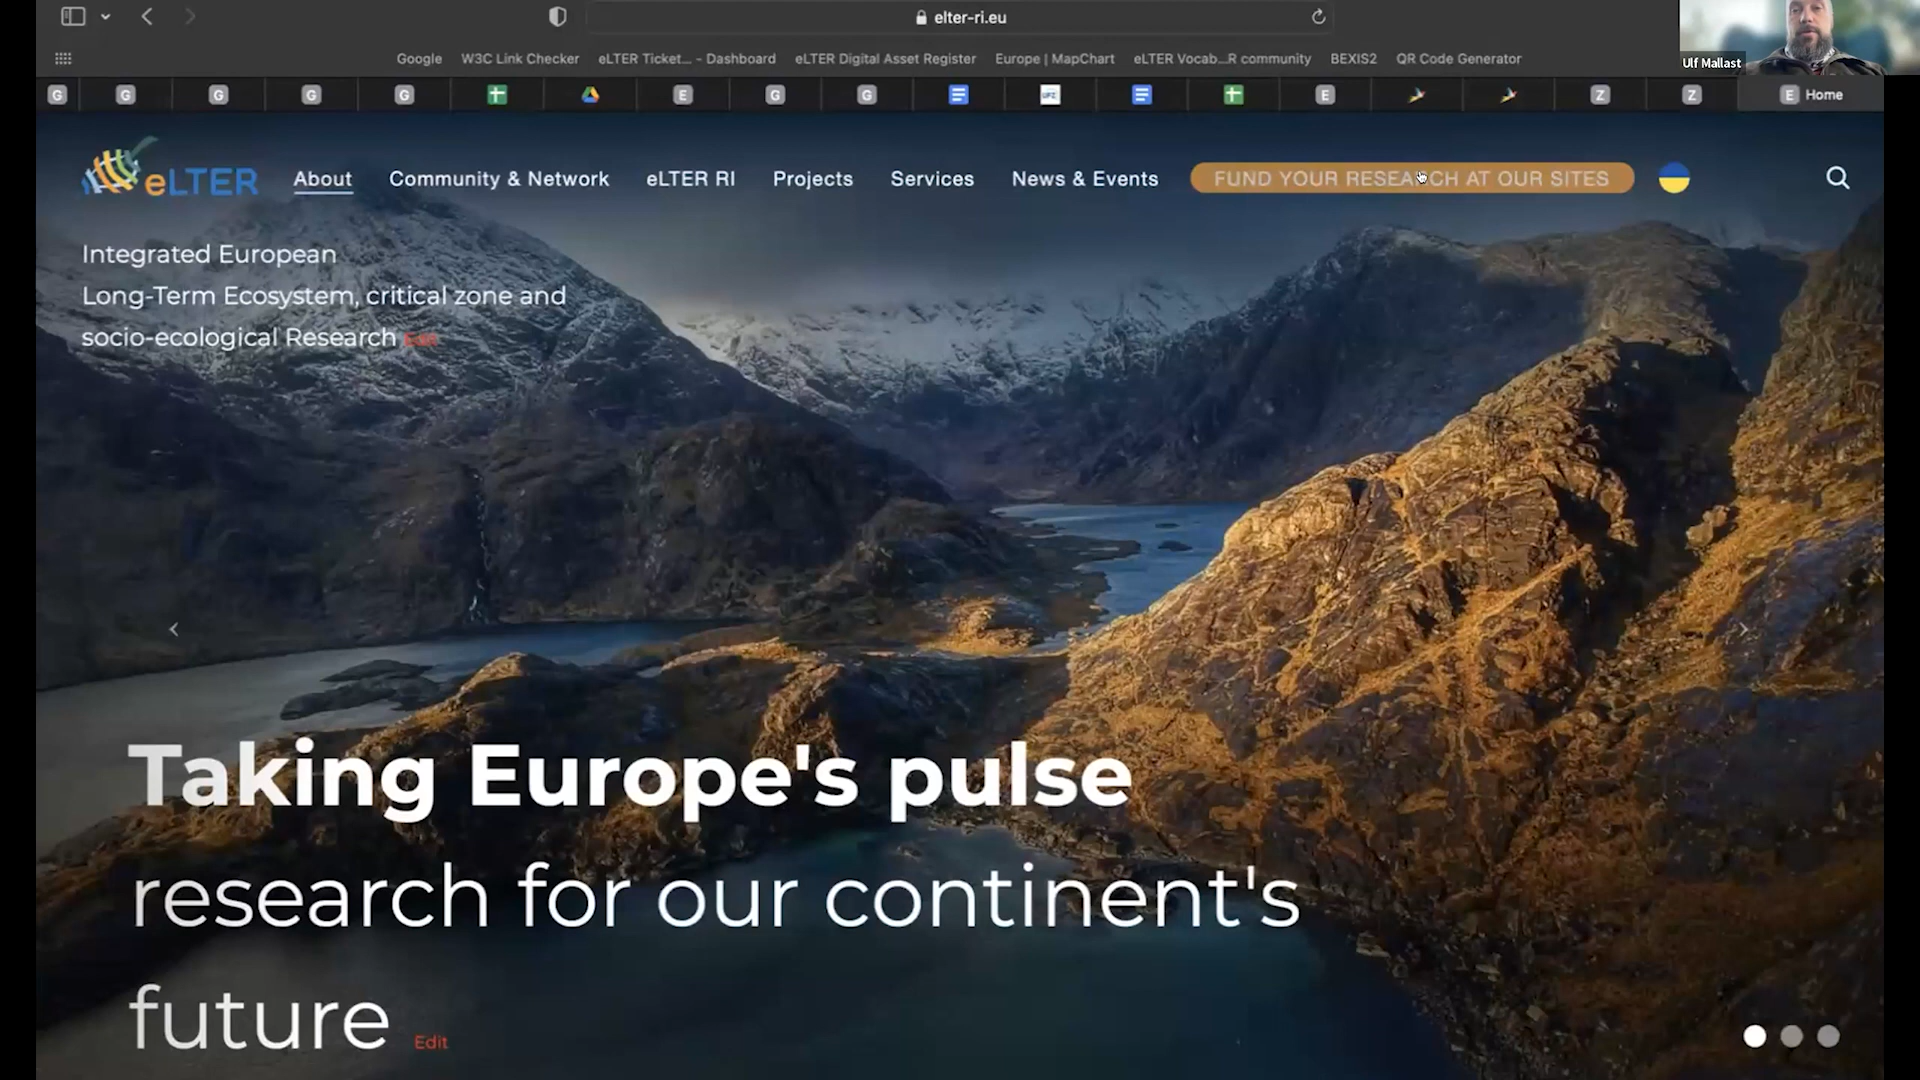 elter-ri.eu
Google W3C Link Checker eLTER Ticket... - Dashboard eLTER Digital Asset Register Europe | MapChart eLTER Vocab...R community BEXIS2 QR Code Generator
Ulf Mallast
G G G G G E G G UFZ E Z Z E Home
eLTER About Community & Network eLTER RI Projects Services News & Events FUND YOUR RESEARCH AT OUR SITES
Integrated European
Long-Term Ecosystem, critical zone and
socio-ecological Research Edit
Taking Europe's pulse
research for our continent's
future Edit